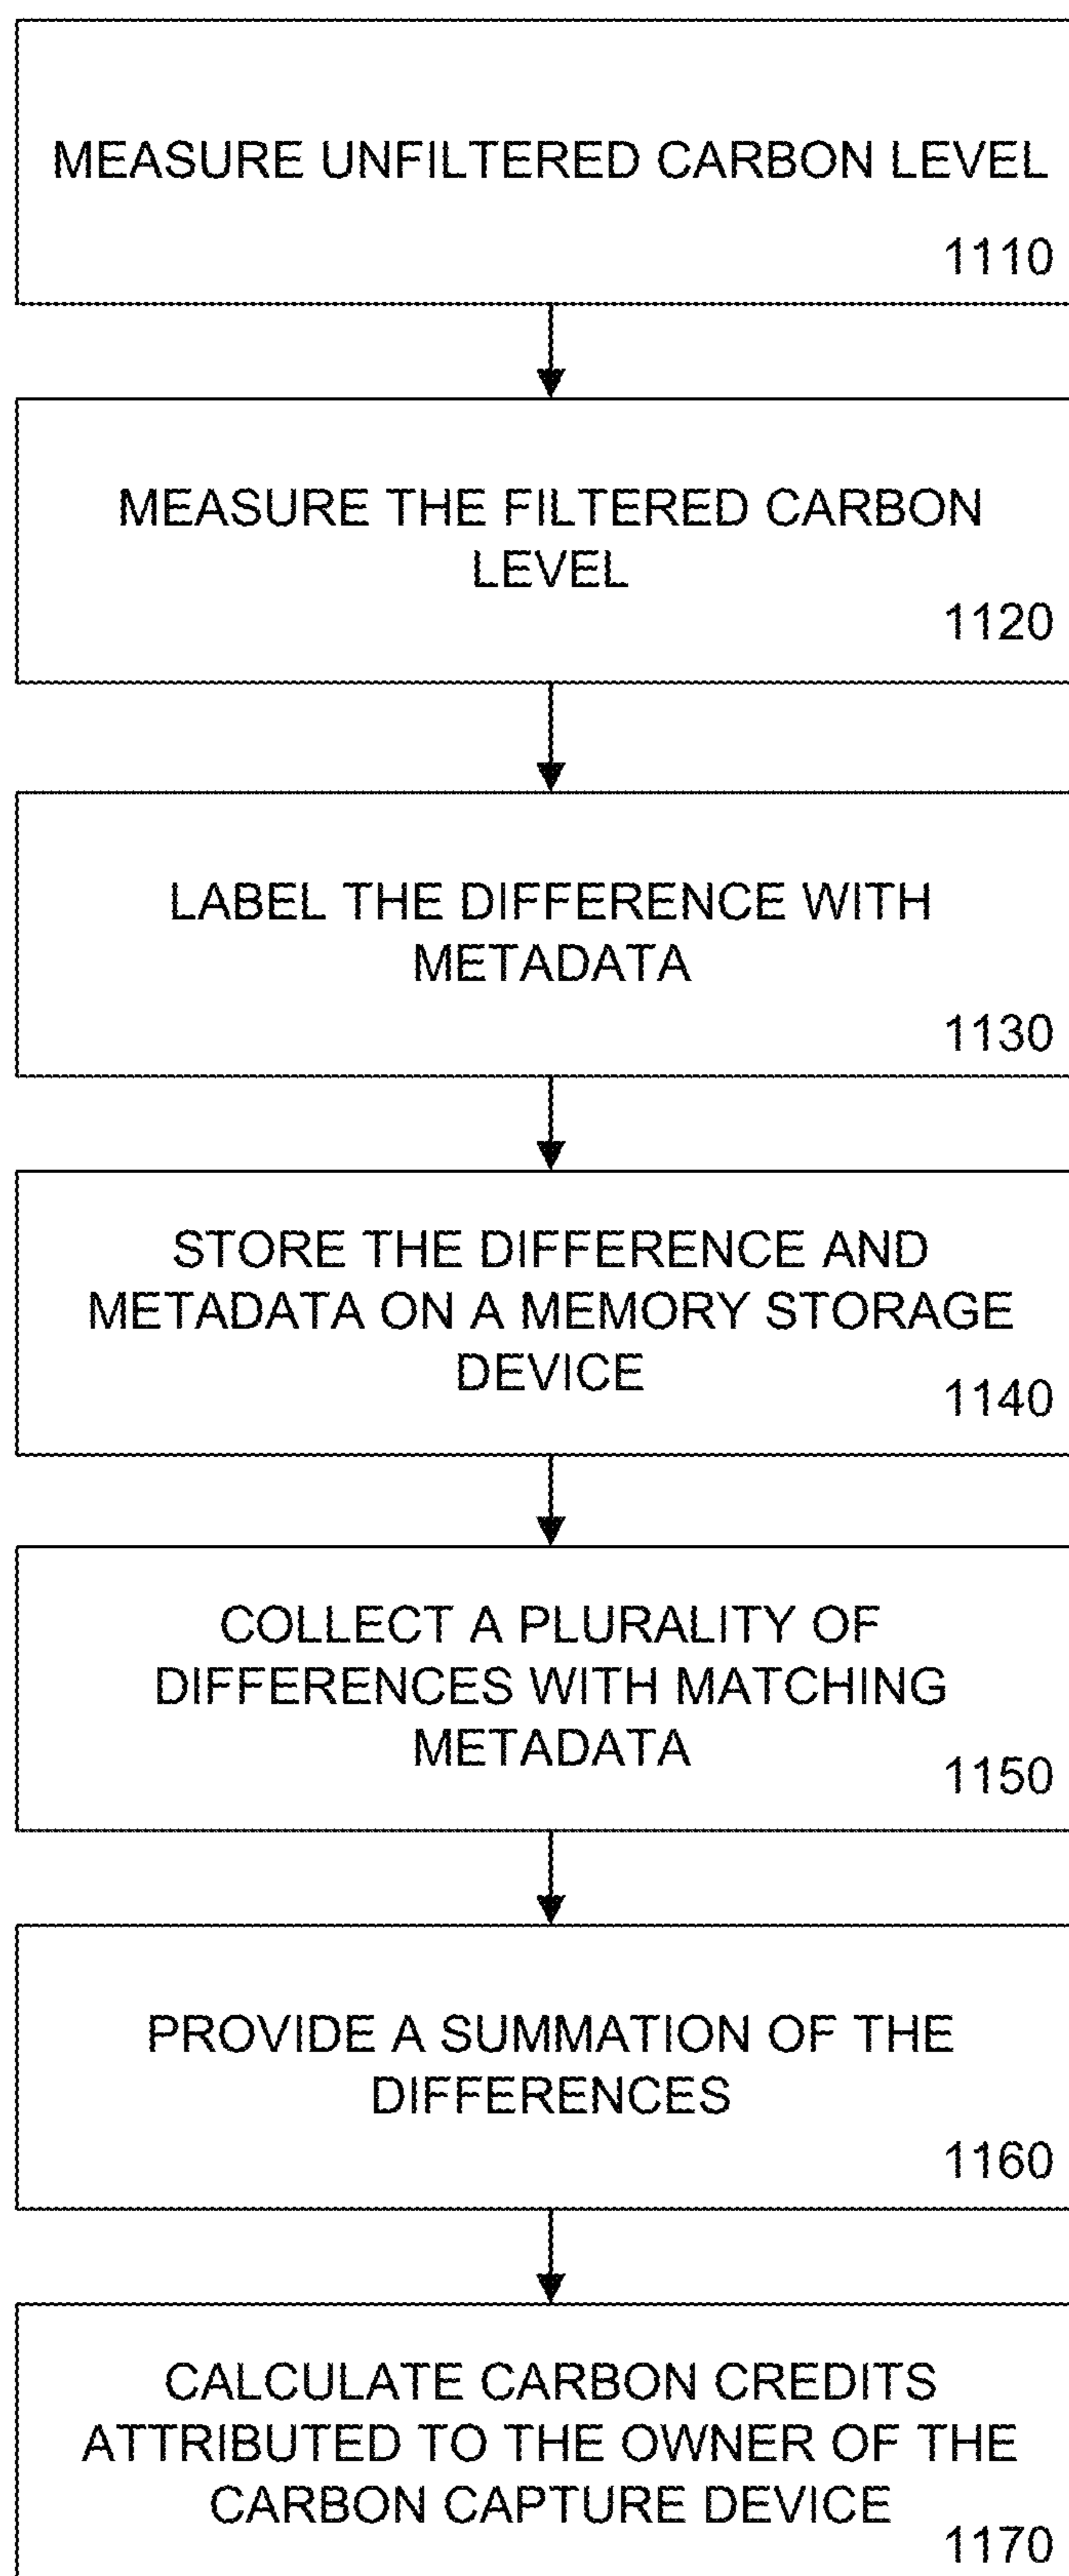 MEASURE UNFILTERED CARBON LEVEL
1110
MEASURE THE FILTERED CARBON
LEVEL
1120
LABEL THE DIFFERENCE WITH
METADATA
1130
STORE THE DIFFERENCE AND
METADATA ON A MEMORY STORAGE
DEVICE
1140
COLLECT A PLURALITY OF
DIFFERENCES WITH MATCHING
METADATA
1150
PROVIDE A SUMMATION OF THE
DIFFERENCES
1160
CALCULATE CARBON CREDITS
ATTRIBUTED TO THE OWNER OF THE
CARBON CAPTURE DEVICE
1170